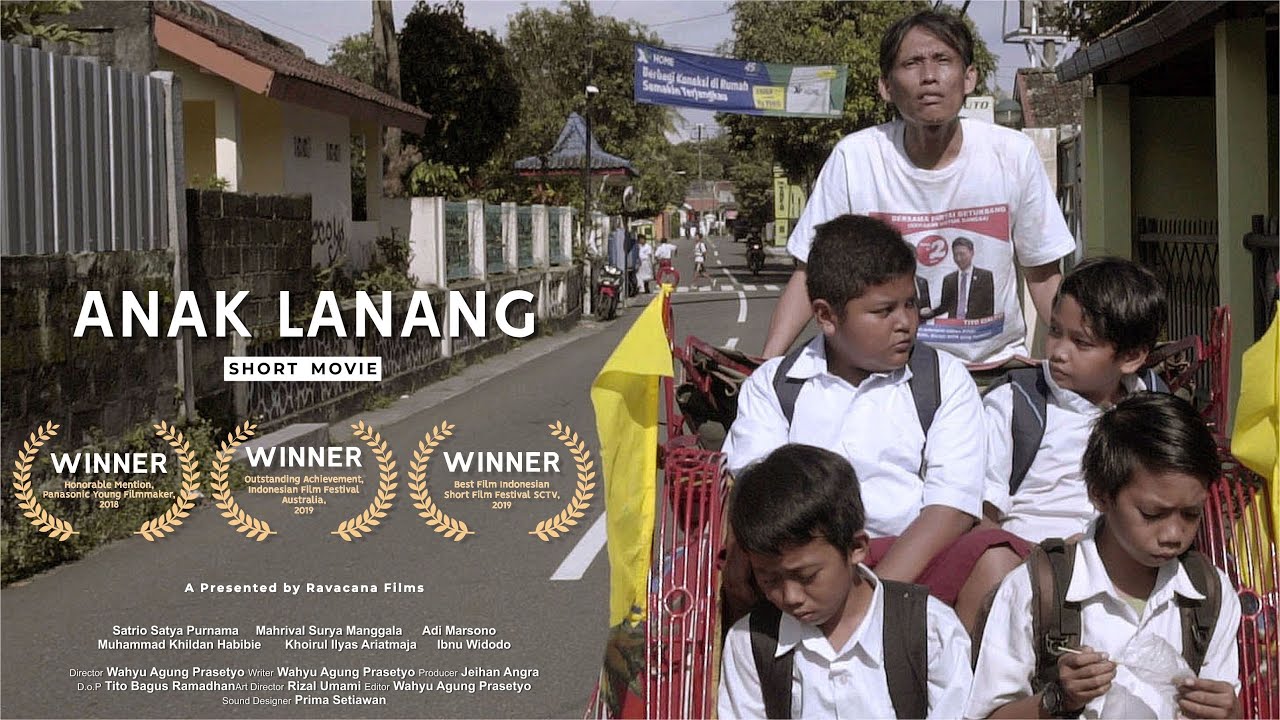 HOME
Berbagi Koneksi di Rumah
Semakin Terjangkau
AUTO
BERSAMA
2
ANAK LANANG
SHORT MOVIE
WINNER
Honorable Mention,
Panasonic Young Filmmaker,
2018
WINNER
Outstanding Achievement,
Indonesian Film Festival
Australia,
2019
WINNER
Best Film Indonesian
Short Film Festival SCTV,
2019
A Presented by Ravacana Films
Satrio Satya Purnama Mahrival Surya Manggala Adi Marsono
Muhammad Khildan Habibie Khoirul Ilyas Ariatmaja Ibnu Widodo
Director Wahyu Agung Prasetyo Writer Wahyu Agung Prasetyo Producer Jeihan Angra
D.o.P Tito Bagus Ramadhan Art Director Rizal Umami Editor Wahyu Agung Prasetyo
Sound Designer Prima Setiawan